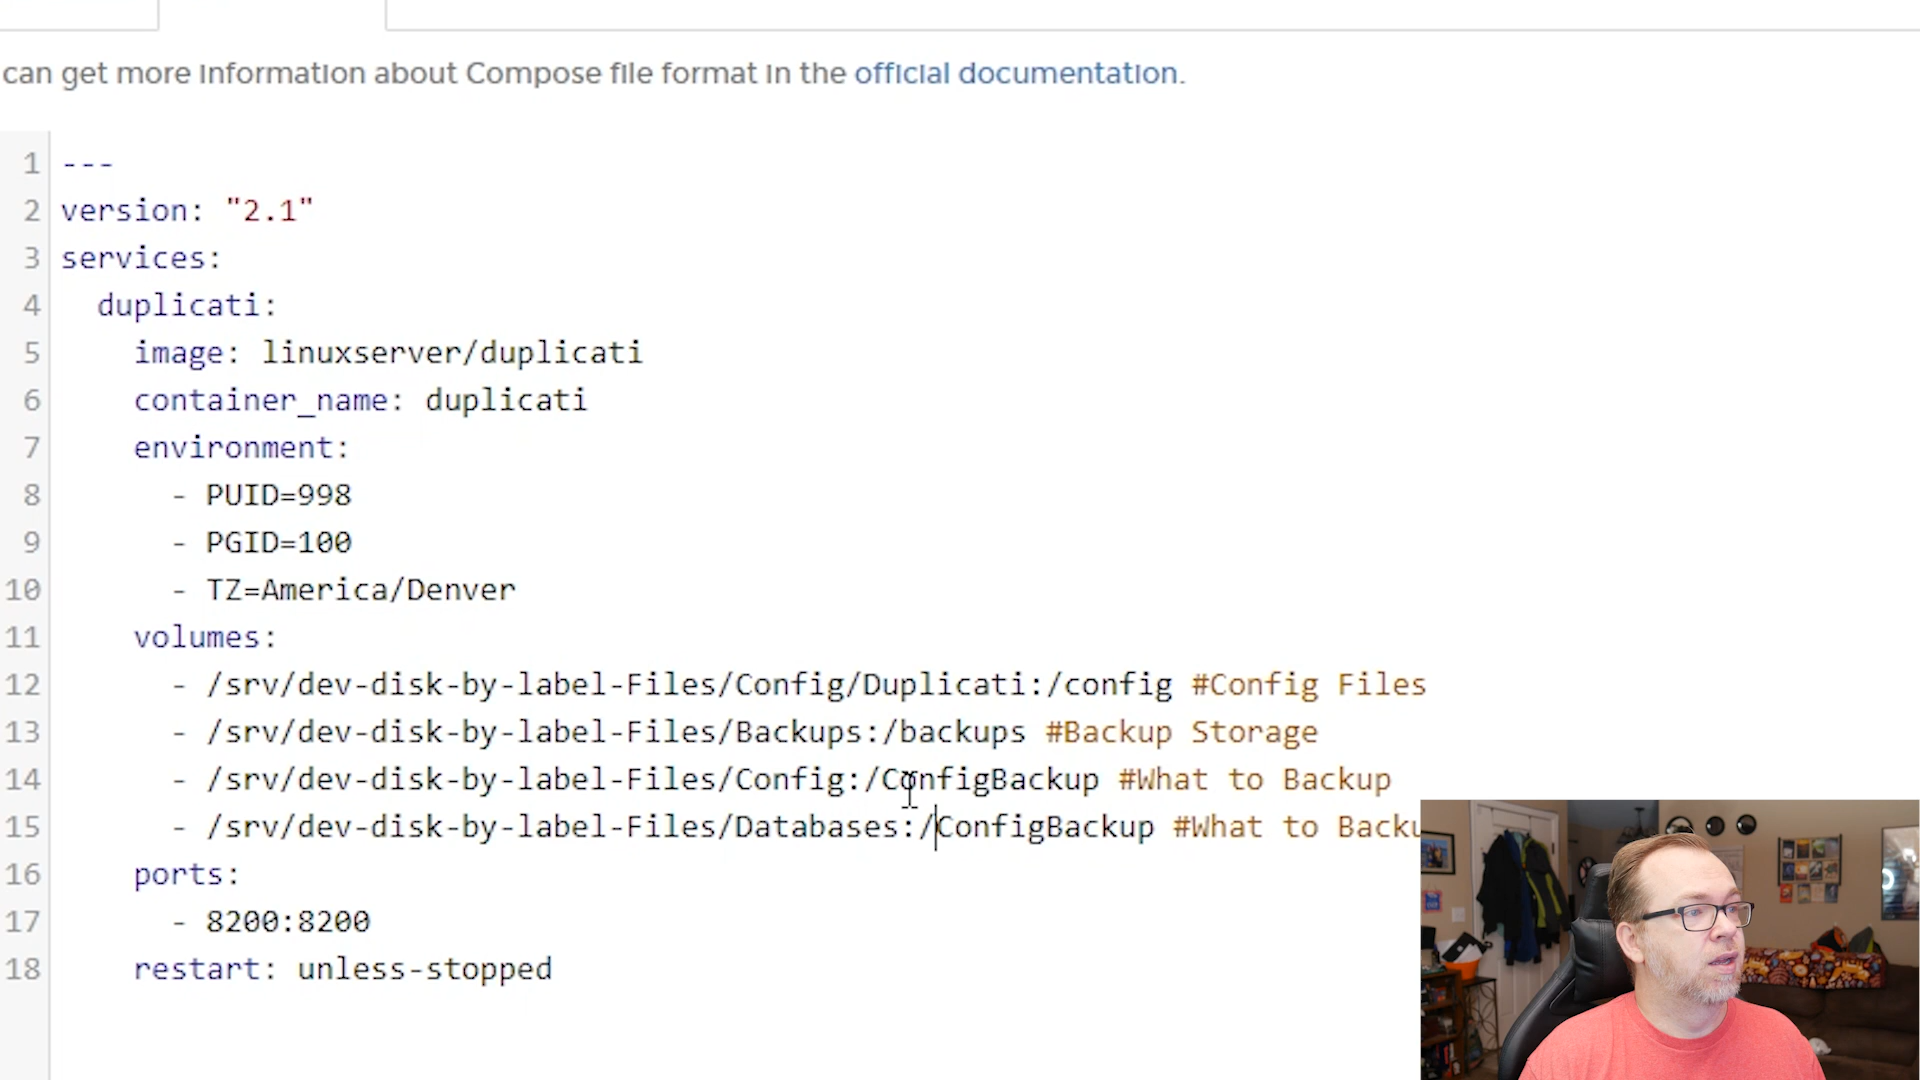 can get more information about Compose file format in the official documentation.
1 ---
2 version: "2.1"
3 services:
4 duplicati:
5 image: linuxserver/duplicati
6 container_name: duplicati
7 environment:
8 - PUID=998
9 - PGID=100
10 - TZ=America/Denver
11 volumes:
12 - /srv/dev-disk-by-label-Files/Config/Duplicati:/config #Config Files
13 - /srv/dev-disk-by-label-Files/Backups:/backups #Backup Storage
14 - /srv/dev-disk-by-label-Files/Config:/ConfigBackup #What to Backup
15 - /srv/dev-disk-by-label-Files/Databases:/ConfigBackup #What to Backu
16 ports:
17 - 8200:8200
18 restart: unless-stopped